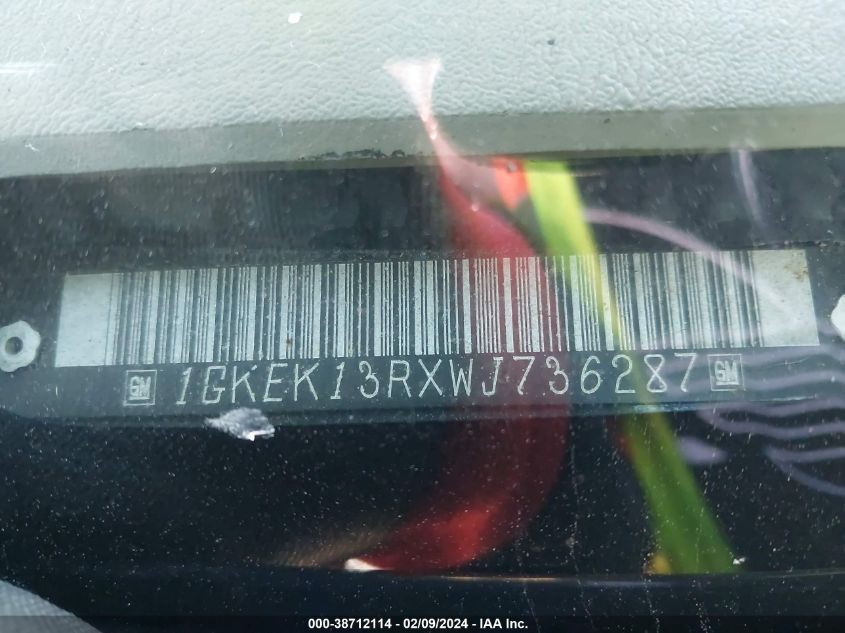 GM 1GKEK13RXWJ736287 GM
000-38712114 - 02/09/2024 - IAA Inc.